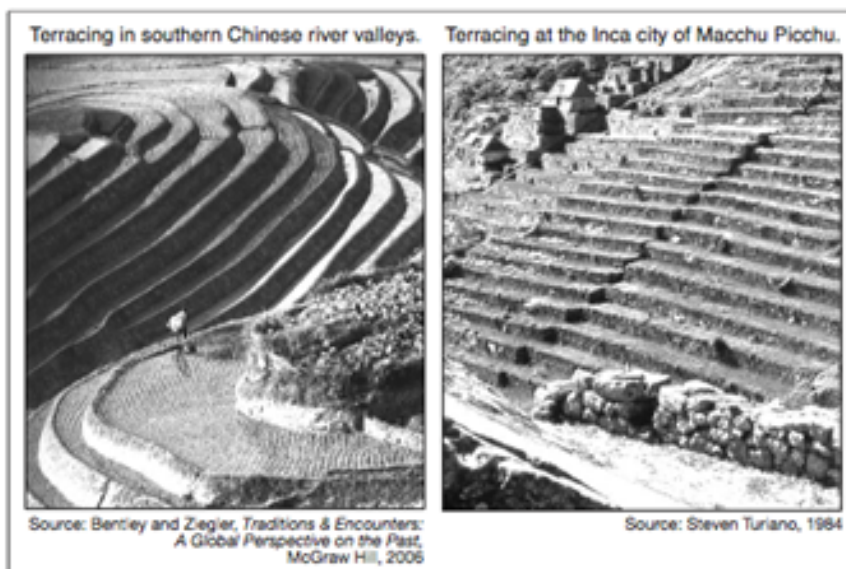 Terracing in southern Chinese river valleys.
Terracing at the Inca city of Macchu Picchu.
Source: Bentley and Ziegler, Traditions & Encounters:
A Global Perspective on the Past,
McGraw Hill, 2006
Source: Steven Turiano, 1984